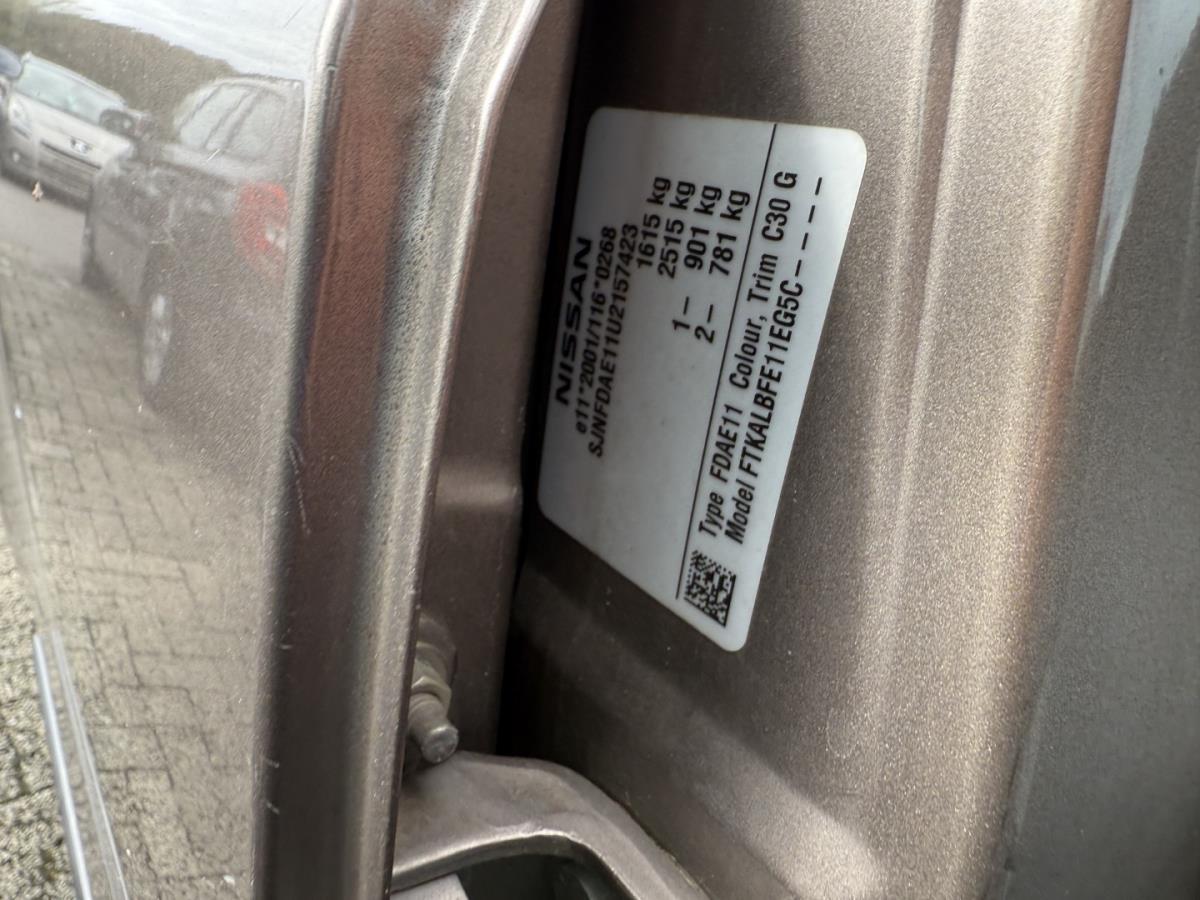 NISSAN
e11*2001/116*0268
SJNFDAE11U2157423
1615 kg
2515 kg
1– 901 kg
2– 781 kg
Type FDAE11 Colour, Trim C30 G
Model FTKALBFE11EG5C-----